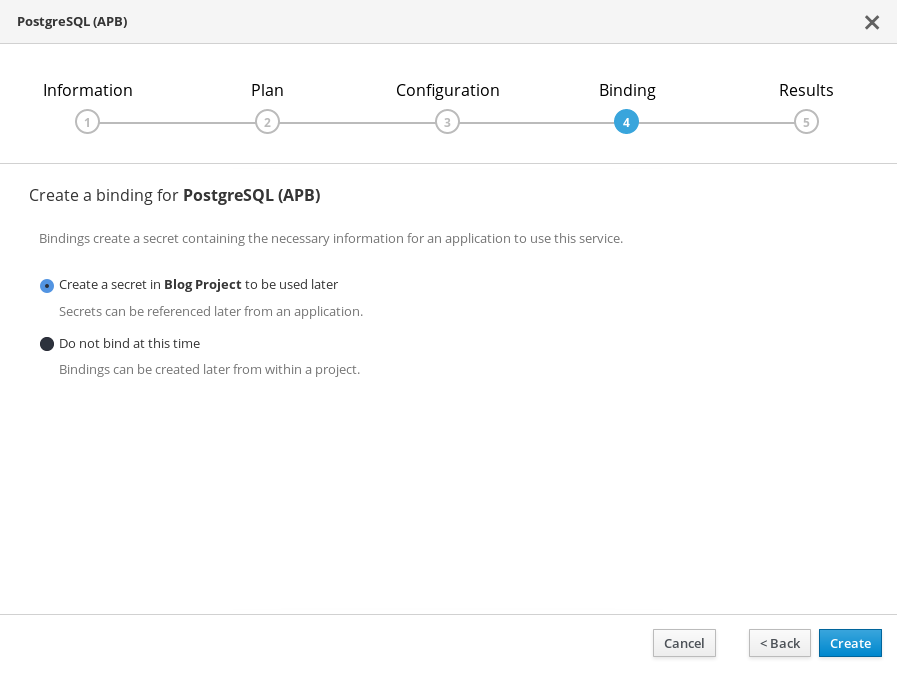 PostgreSQL (APB)
Information Plan Configuration Binding Results
1 2 3 4 5
Create a binding for PostgreSQL (APB)
Bindings create a secret containing the necessary information for an application to use this service.
Create a secret in Blog Project to be used later
Secrets can be referenced later from an application.
Do not bind at this time
Bindings can be created later from within a project.
Cancel < Back Create